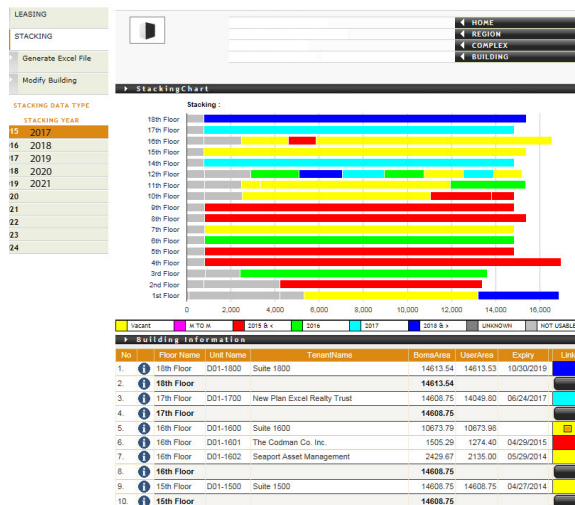 LEASING
STACKING
Generate Excel File
Modify Building
STACKING DATA TYPE
STACKING YEAR
15 2017
16 2018
17 2019
18 2020
19 2021
20
21
22
23
24
HOME
REGION
COMPLEX
BUILDING
StackingChart
Stacking :
18th Floor
17th Floor
16th Floor
15th Floor
14th Floor
12th Floor
11th Floor
10th Floor
9th Floor
8th Floor
7th Floor
6th Floor
5th Floor
4th Floor
3rd Floor
2nd Floor
1st Floor
0 2,000 4,000 6,000 8,000 10,000 12,000 14,000 16,000
Vacant M TO M 2015 & < 2016 2017 2018 & > UNKNOWN NOT USABLE
Building Information
No Floor Name Unit Name TenantName BomaArea UserArea Expiry Link
1. 18th Floor D01-1800 Suite 1800 14613.54 14613.53 10/30/2019
2. 18th Floor 14613.54
3. 17th Floor D01-1700 New Plan Excel Realty Trust 14608.75 14049.80 06/24/2017
4. 17th Floor 14608.75
5. 16th Floor D01-1600 Suite 1600 10673.79 10673.98
6. 16th Floor D01-1601 The Codman Co. Inc. 1505.29 1274.40 04/29/2015
7. 16th Floor D01-1602 Seaport Asset Management 2429.67 2135.00 05/29/2014
8. 16th Floor 14608.75
9. 15th Floor D01-1500 Suite 1500 14608.75 14608.75 04/27/2014
10. 15th Floor 14608.75